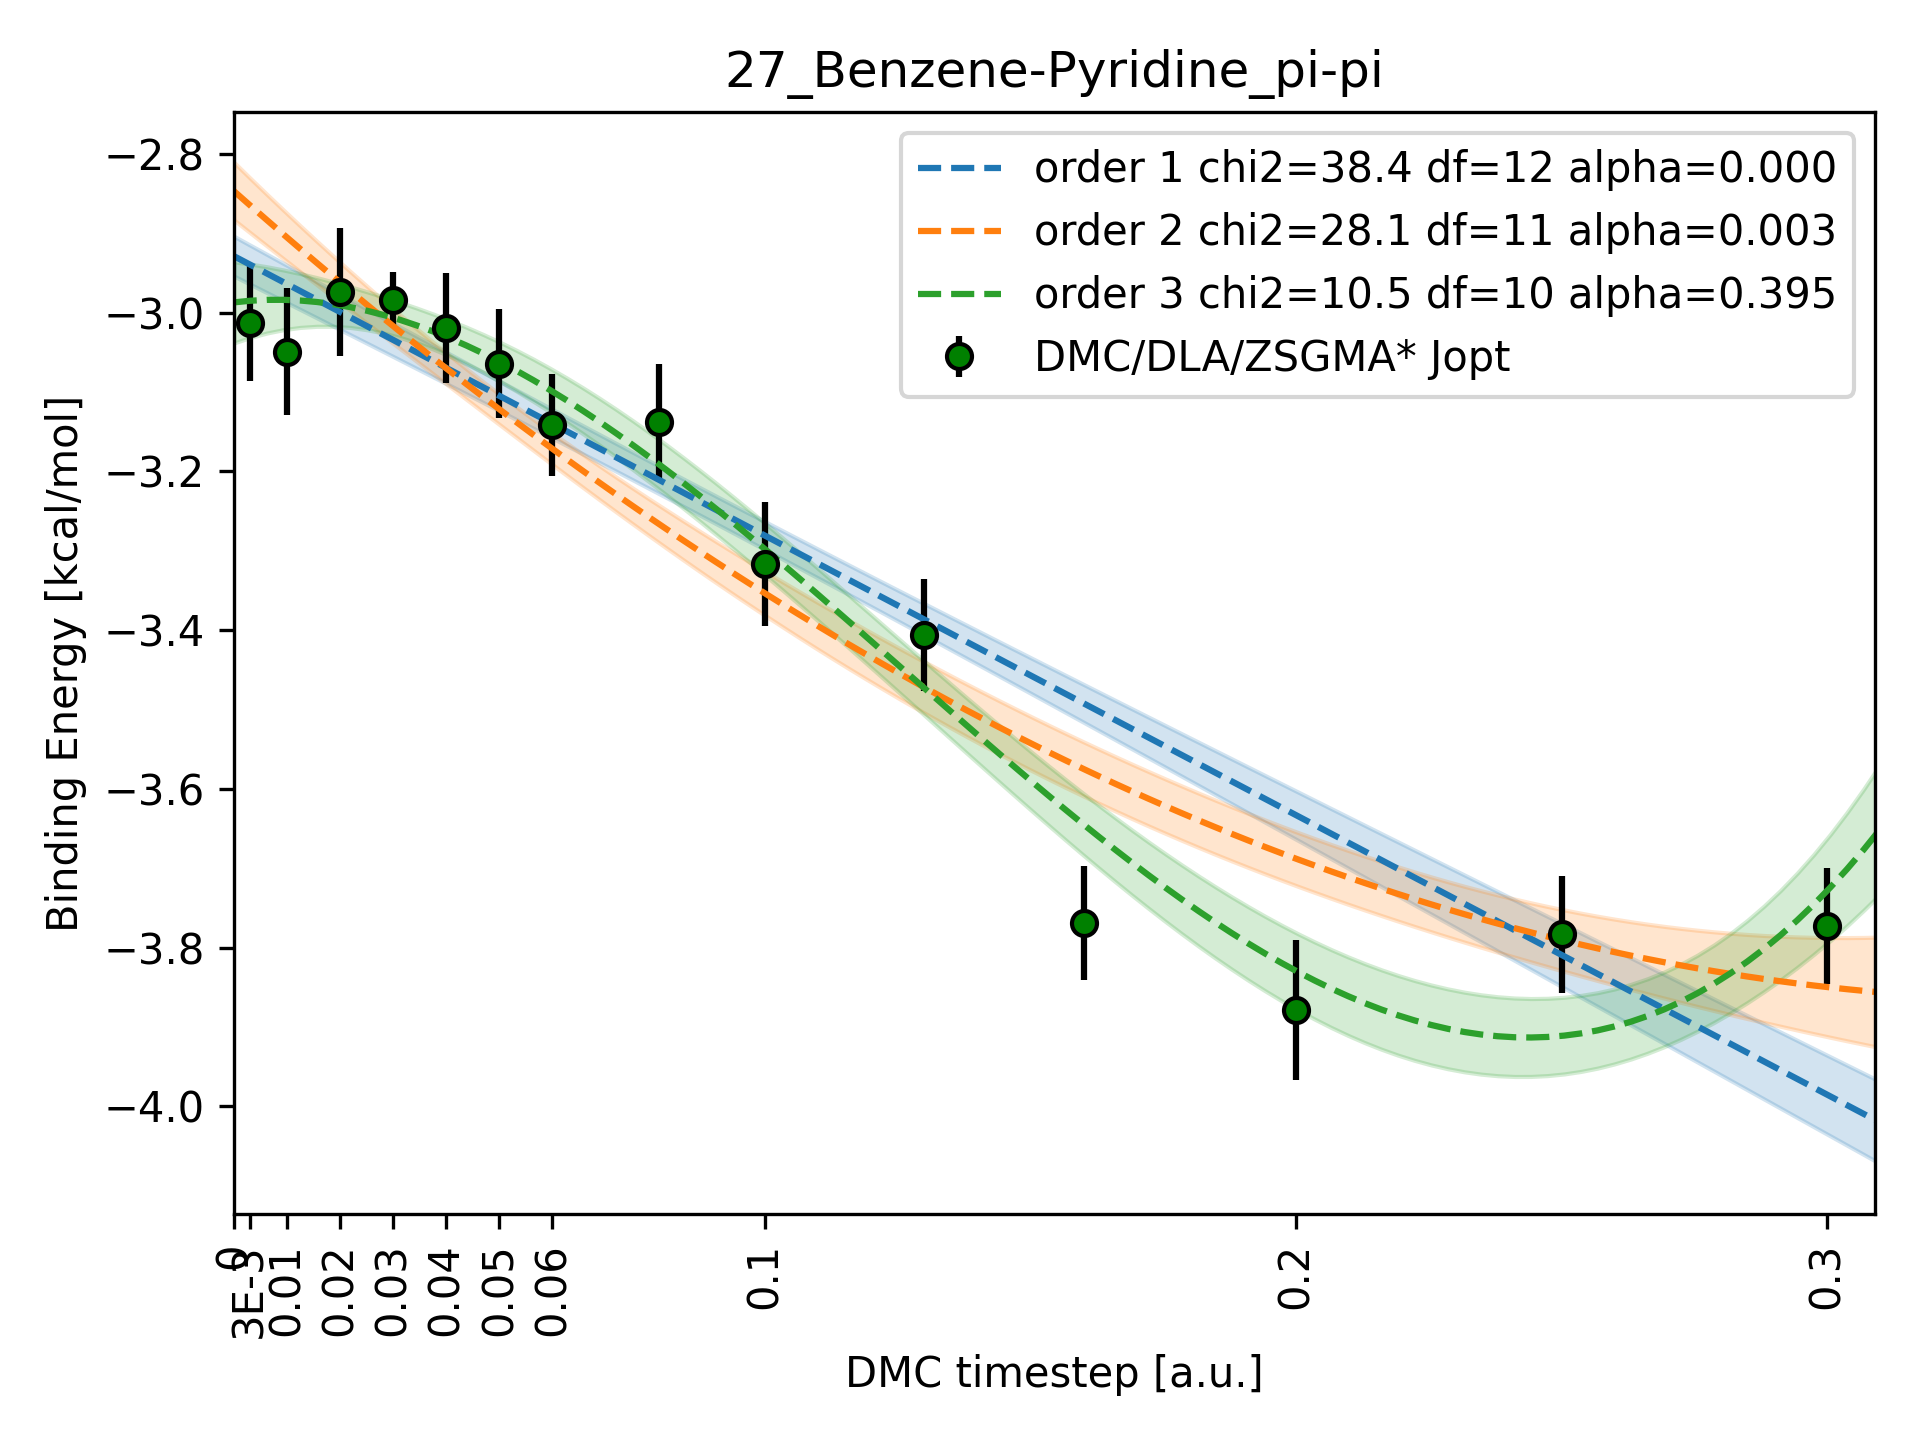 27_Benzene-Pyridine_pi-pi
order 1 chi2=38.4 df=12 alpha=0.000
order 2 chi2=28.1 df=11 alpha=0.003
order 3 chi2=10.5 df=10 alpha=0.395
DMC/DLA/ZSGMA* Jopt
Binding Energy [kcal/mol]
−2.8
−3.0
−3.2
−3.4
−3.6
−3.8
−4.0
0
3E-3
0.01
0.02
0.03
0.04
0.05
0.06
0.1
0.2
0.3
DMC timestep [a.u.]